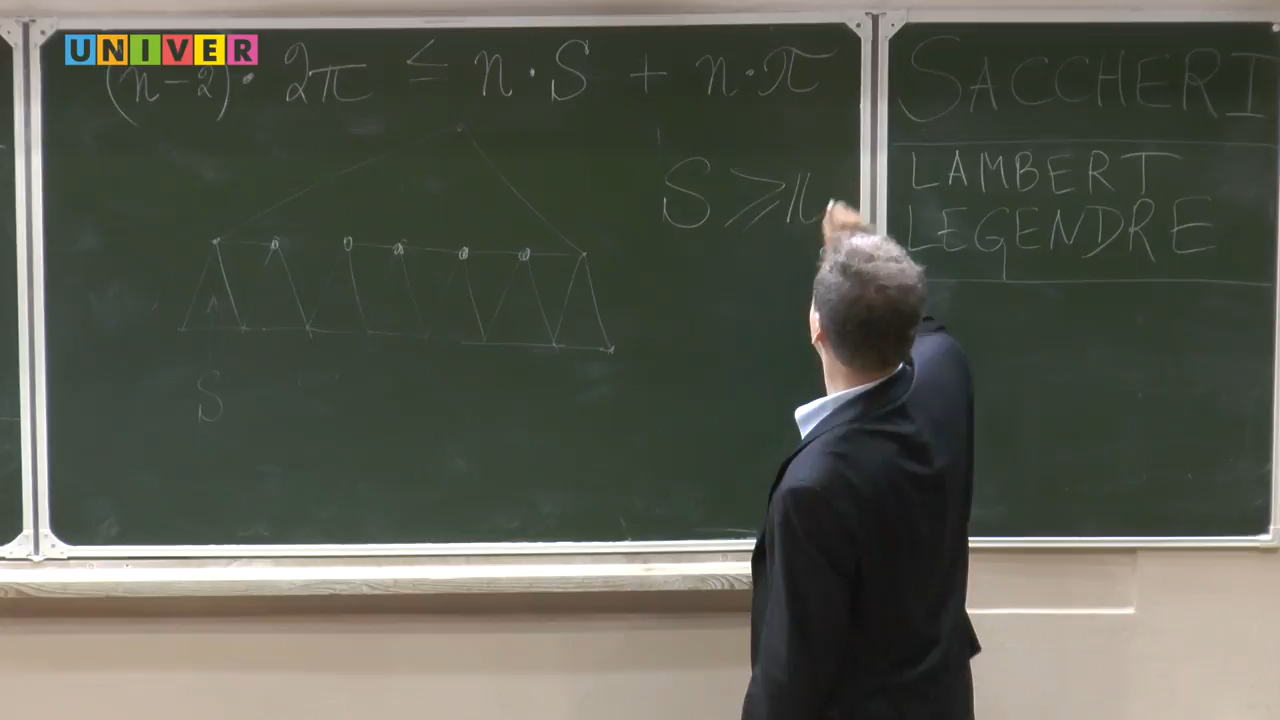 UNIVER
(n-2)·2π ≤ n·S + n·π
S ⩾ π
S
SACCHERI
LAMBERT
LEGENDRE